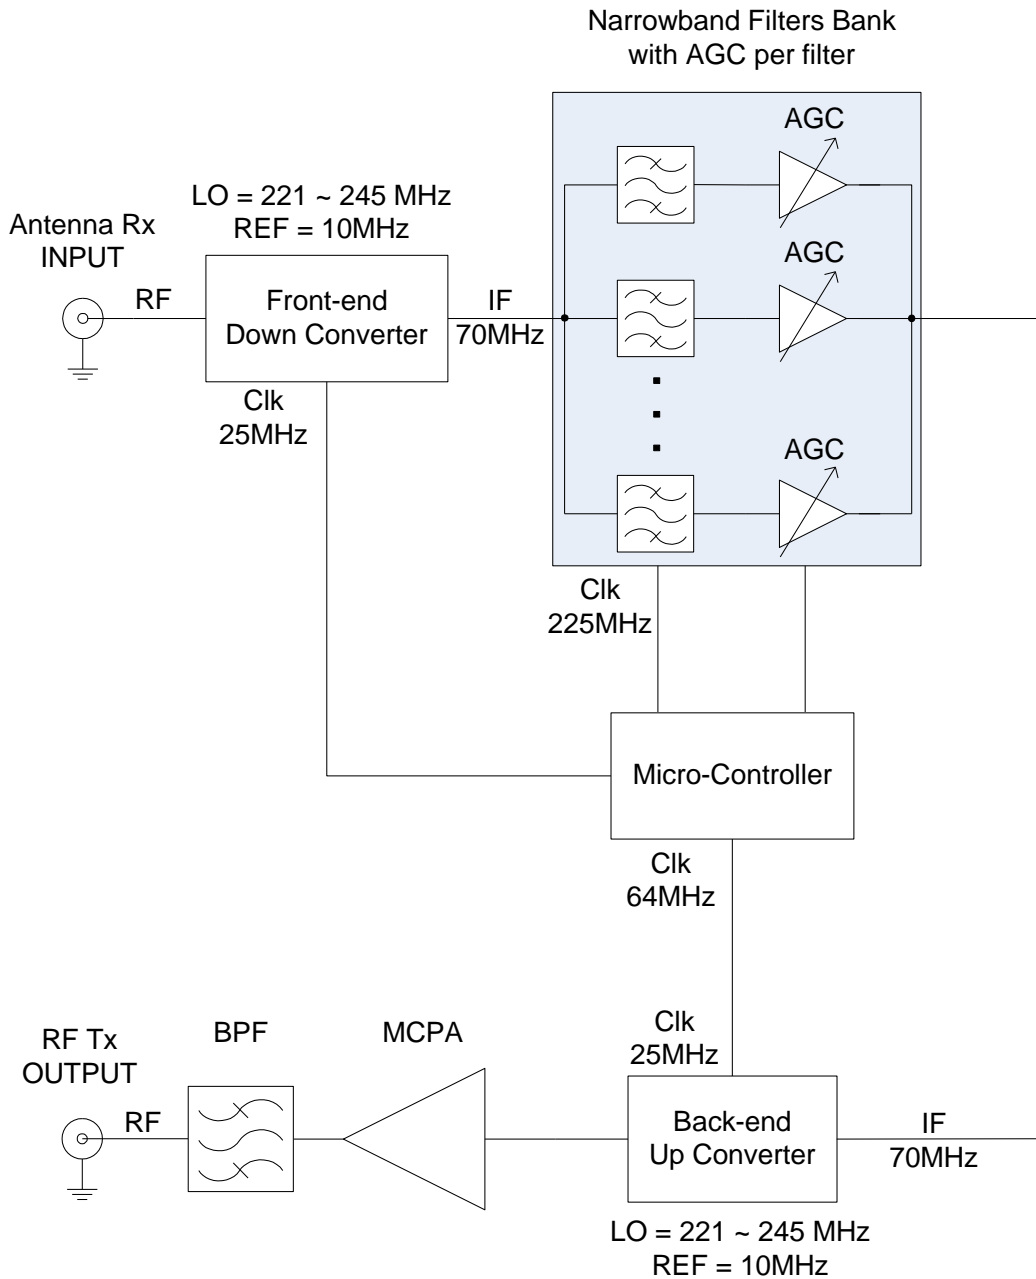 Narrowband Filters Bank
with AGC per filter
AGC
LO = 221 ~ 245 MHz
REF = 10MHz
Antenna Rx
INPUT
RF
Front-end
Down Converter
IF
70MHz
AGC
Clk
25MHz
AGC
Clk
225MHz
Micro-Controller
Clk
64MHz
RF Tx
OUTPUT
RF
BPF
MCPA
Clk
25MHz
Back-end
Up Converter
IF
70MHz
LO = 221 ~ 245 MHz
REF = 10MHz